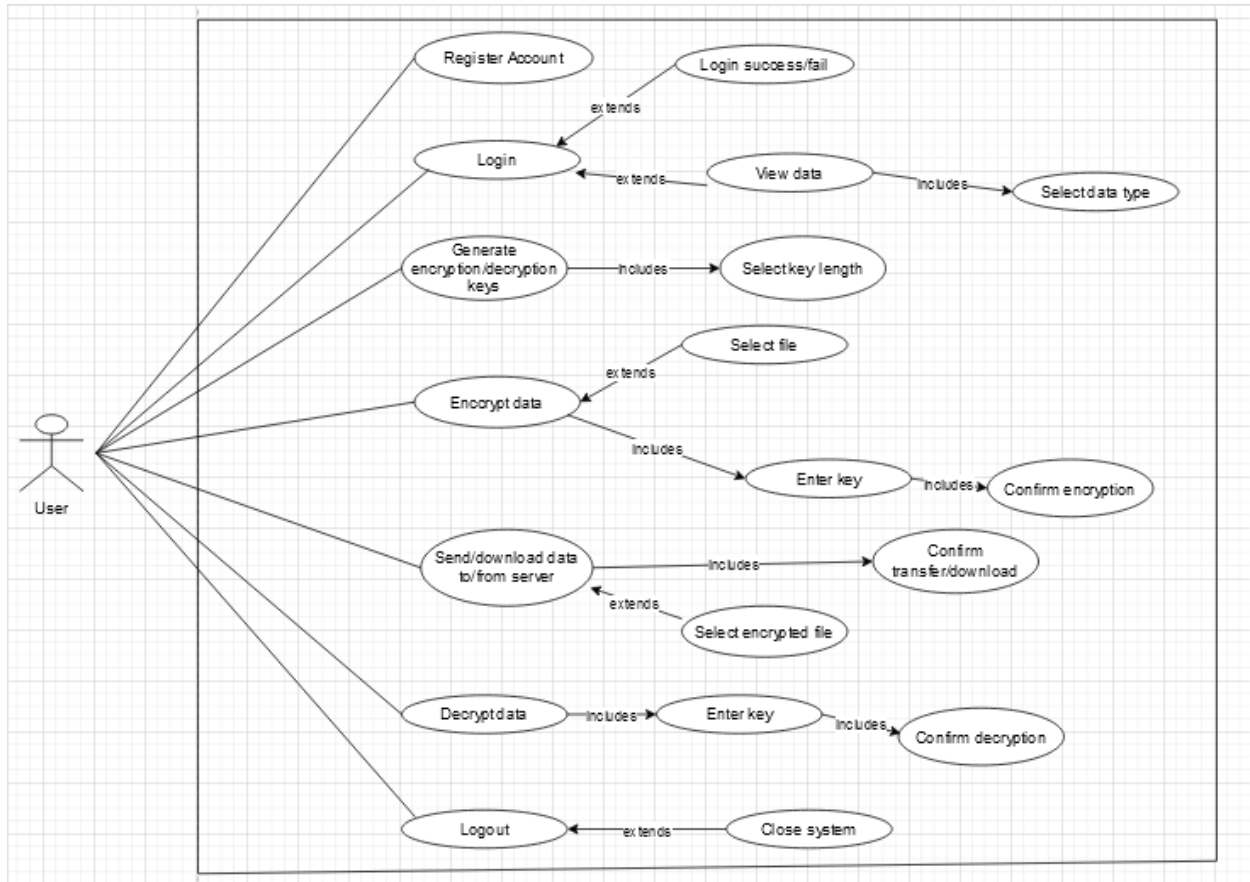 Register Account
Login success/fail
extends
Login
extends
View data
includes
Select data type
Generate
encryption/decryption
keys
includes
Select key length
Select file
extends
Encrypt data
includes
Enter key
includes
Confirm encryption
User
Send/download data
to/from server
includes
Confirm
transfer/download
extends
Select encrypted file
Decrypt data
includes
Enter key
includes
Confirm decryption
Logout
extends
Close system